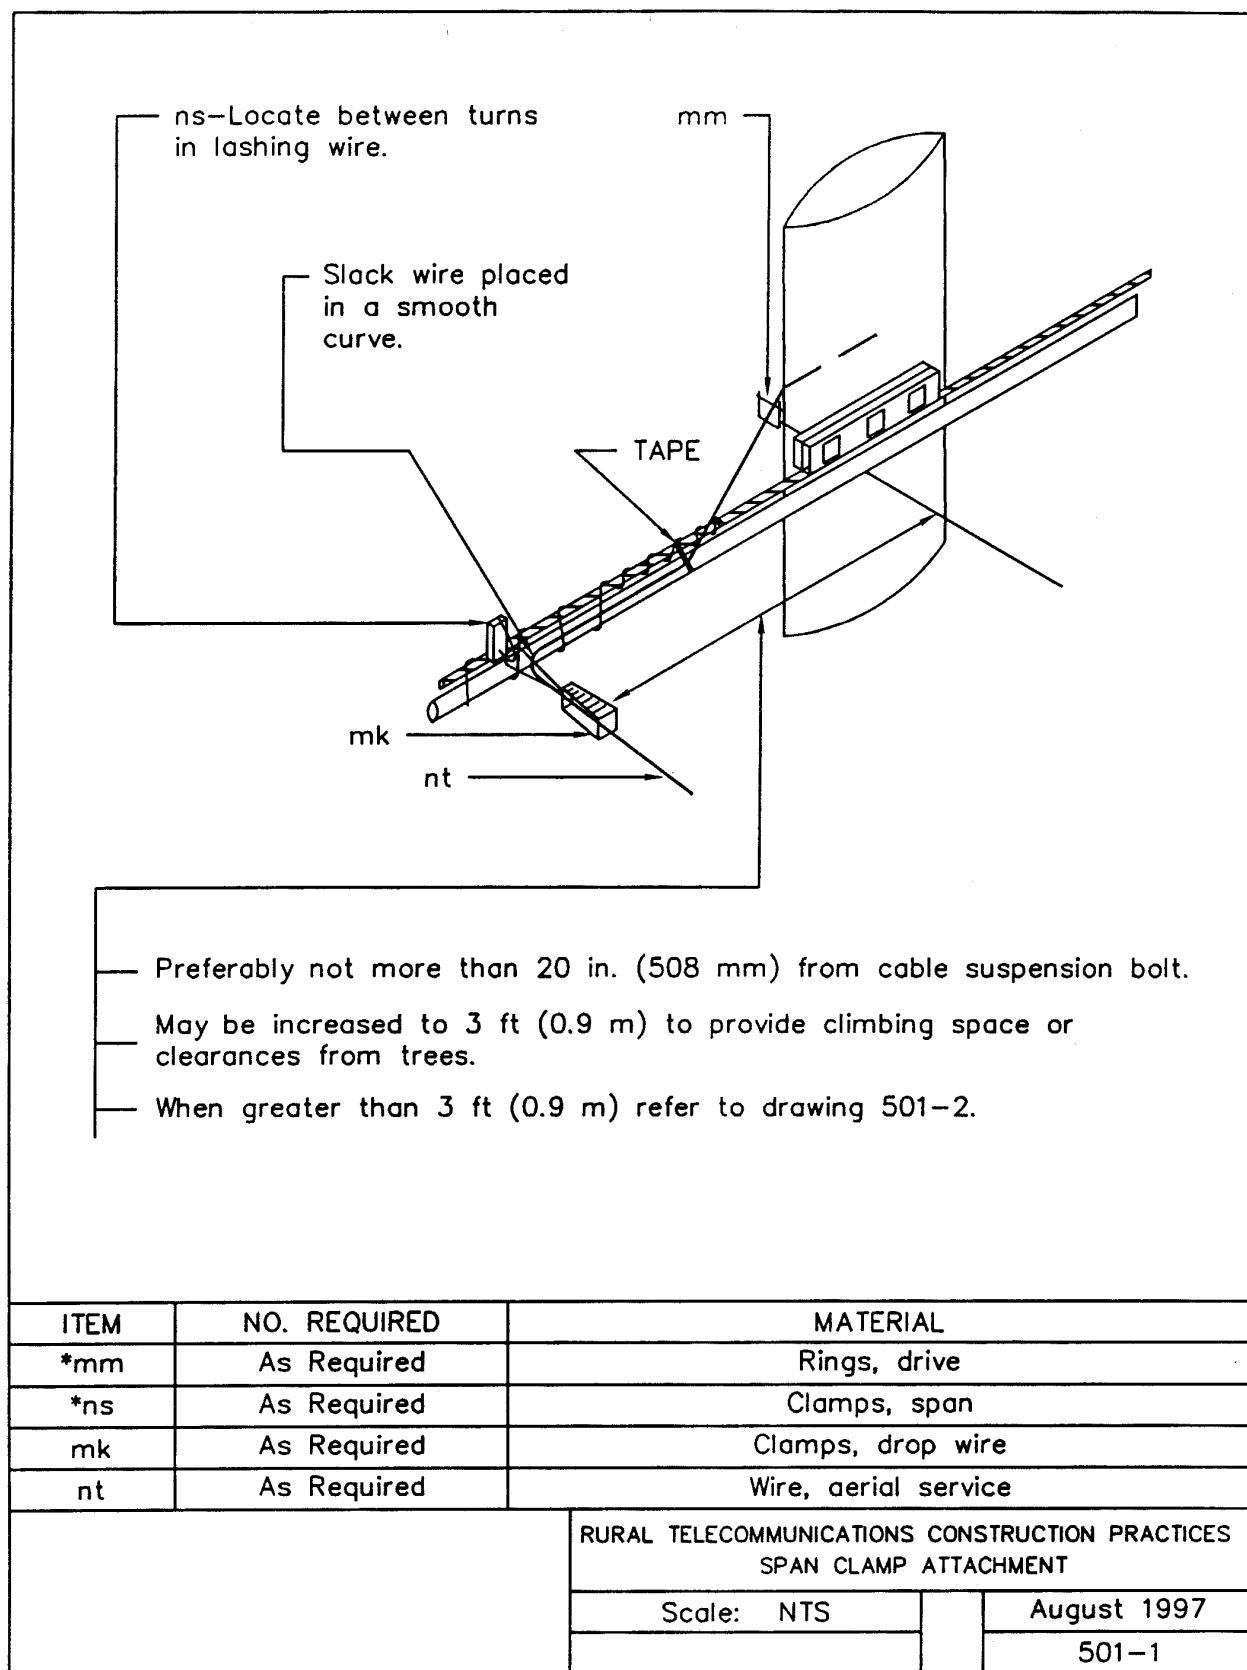 ns-Locate between turns
in lashing wire.
mm
Slack wire placed
in a smooth
curve.
TAPE
mk
nt
Preferably not more than 20 in. (508 mm) from cable suspension bolt.
May be increased to 3 ft (0.9 m) to provide climbing space or
clearances from trees.
When greater than 3 ft (0.9 m) refer to drawing 501-2.
ITEM NO. REQUIRED MATERIAL
*mm As Required Rings, drive
*ns As Required Clamps, span
mk As Required Clamps, drop wire
nt As Required Wire, aerial service
RURAL TELECOMMUNICATIONS CONSTRUCTION PRACTICES
SPAN CLAMP ATTACHMENT
Scale: NTS August 1997
501-1